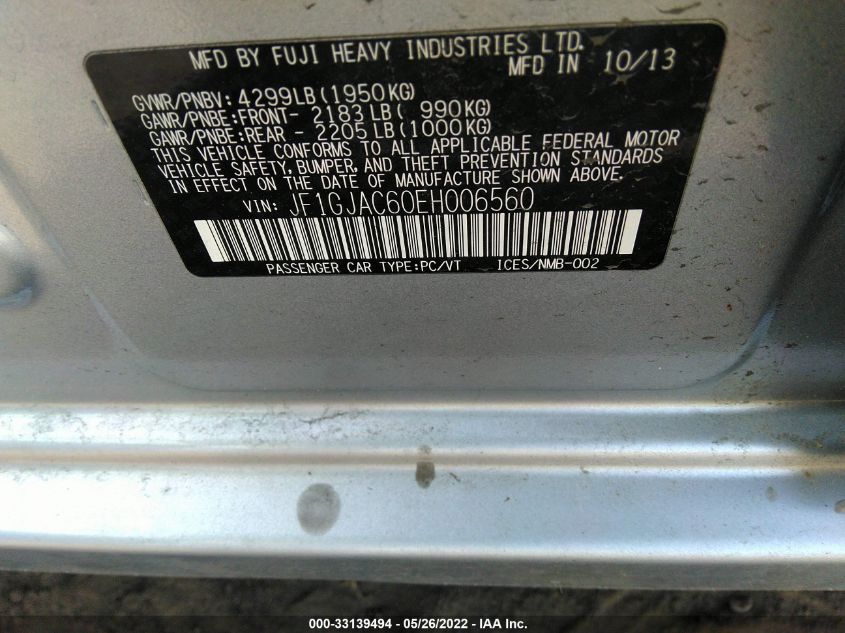 MFD BY FUJI HEAVY INDUSTRIES LTD.
MFD IN 10/13
GVWR/PNBV: 4299LB(1950KG)
GAWR/PNBE:FRONT- 2183LB( 990KG)
GAWR/PNBE:REAR - 2205LB(1000KG)
THIS VEHICLE CONFORMS TO ALL APPLICABLE FEDERAL MOTOR
VEHICLE SAFETY, BUMPER, AND THEFT PREVENTION STANDARDS
IN EFFECT ON THE DATE OF MANUFACTURE SHOWN ABOVE.
VIN: JF1GJAC60EH006560
PASSENGER CAR TYPE:PC/VT ICES/NMB-002
000-33139494 - 05/26/2022 - IAA Inc.